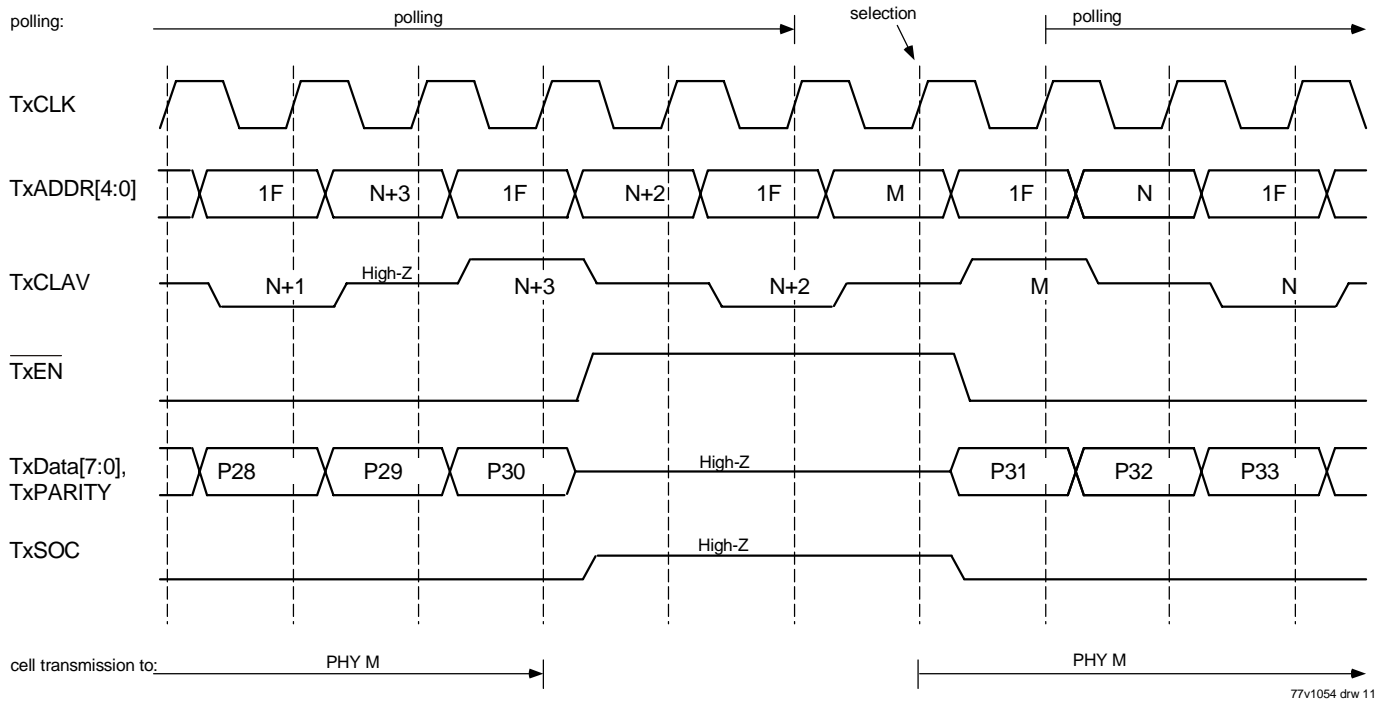 polling: polling selection polling
TxCLK
TxADDR[4:0] 1F N+3 1F N+2 1F M 1F N 1F
TxCLAV N+1 High-Z N+3 N+2 M N
TxEN
TxData[7:0], P28 P29 P30 High-Z P31 P32 P33
TxPARITY
TxSOC High-Z
cell transmission to: PHY M PHY M
77v1054 drw 11